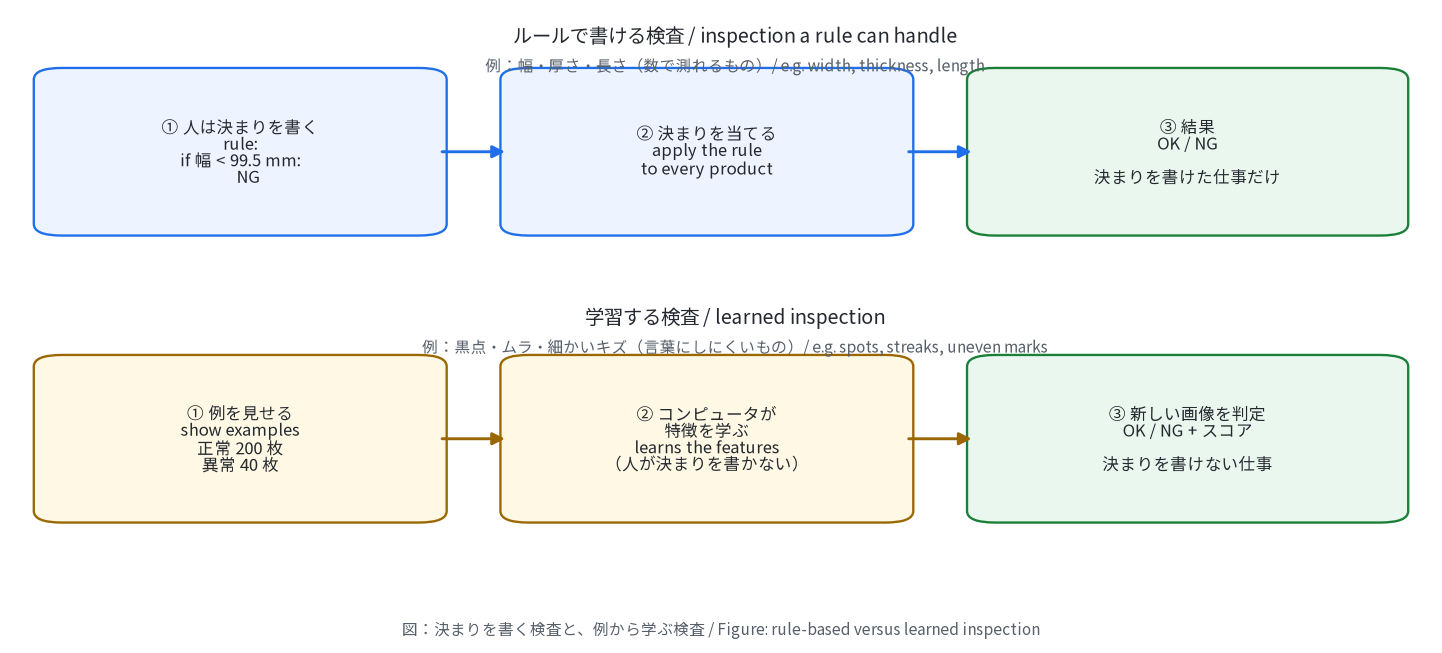 ルールで書ける検査 / inspection a rule can handle
例：幅・厚さ・長さ（数で測れるもの）/ e.g. width, thickness, length
① 人は決まりを書く
rule:
if 幅 < 99.5 mm:
NG
② 決まりを当てる
apply the rule
to every product
③ 結果
OK / NG
決まりを書けた仕事だけ
学習する検査 / learned inspection
例：黒点・ムラ・細かいキズ（言葉にしにくいもの）/ e.g. spots, streaks, uneven marks
① 例を見せる
show examples
正常 200 枚
異常 40 枚
② コンピュータが
特徴を学ぶ
learns the features
（人が決まりを書かない）
③ 新しい画像を判定
OK / NG + スコア
決まりを書けない仕事
図：決まりを書く検査と、例から学ぶ検査 / Figure: rule-based versus learned inspection